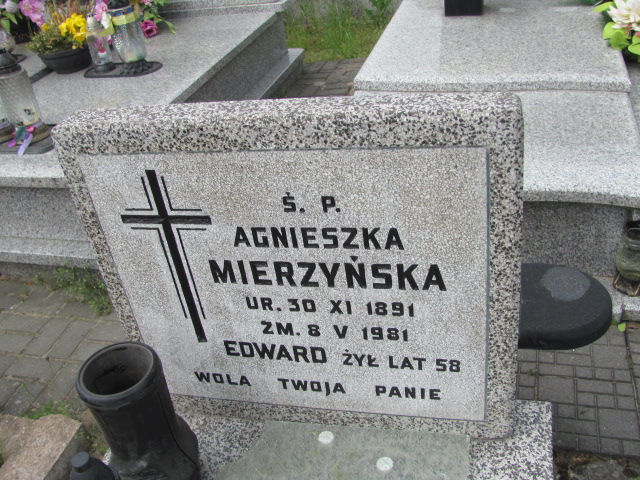 Ś. P.
AGNIESZKA
MIERZYŃSKA
UR. 30 XI 1891
ZM. 8 V 1981
EDWARD ŻYŁ LAT 58
WOLA TWOJA PANIE